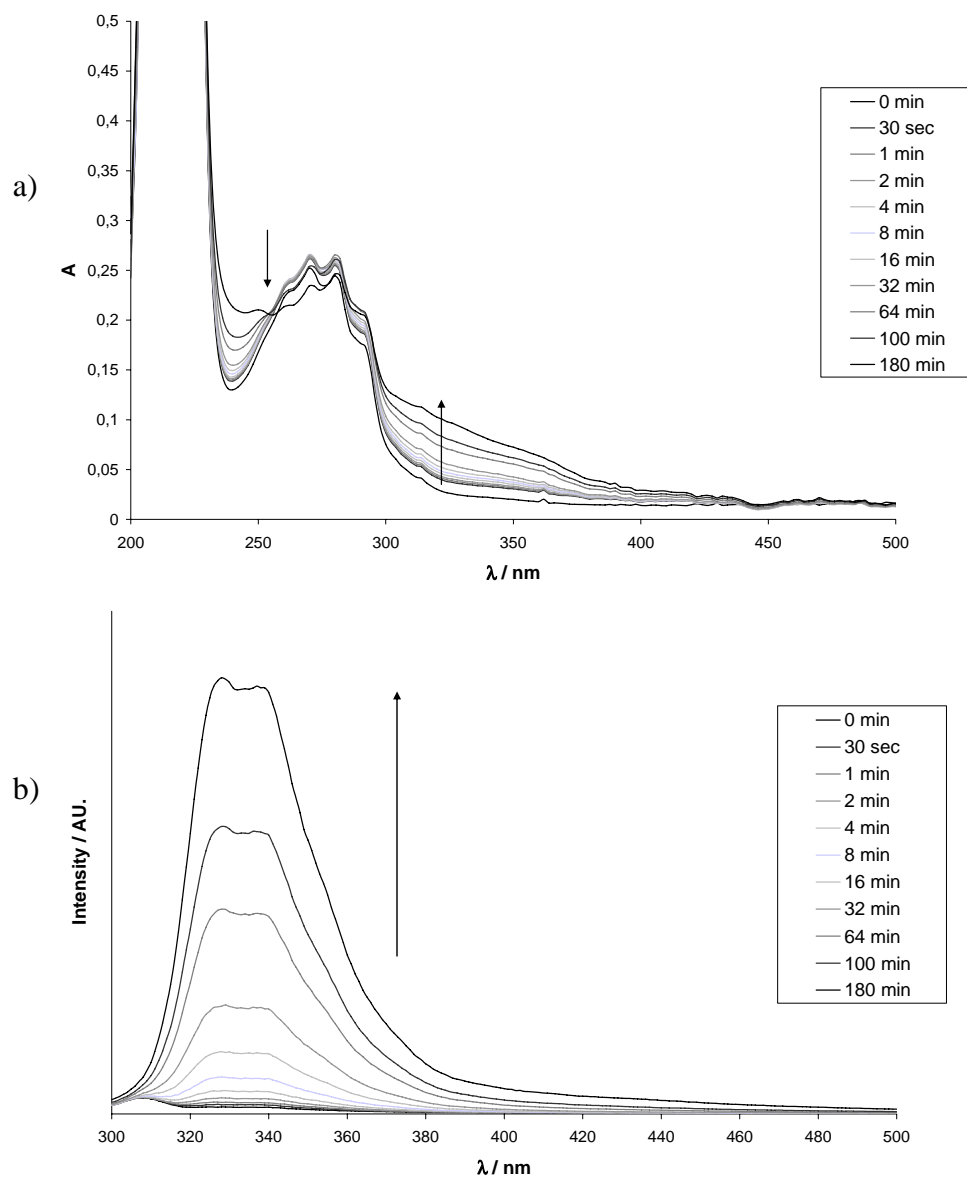 a)
A
0,5
0,45
0,4
0,35
0,3
0,25
0,2
0,15
0,1
0,05
0
200 250 300 350 400 450 500
λ / nm
0 min
30 sec
1 min
2 min
4 min
8 min
16 min
32 min
64 min
100 min
180 min
b)
Intensity / AU.
300 320 340 360 380 400 420 440 460 480 500
λ / nm
0 min
30 sec
1 min
2 min
4 min
8 min
16 min
32 min
64 min
100 min
180 min